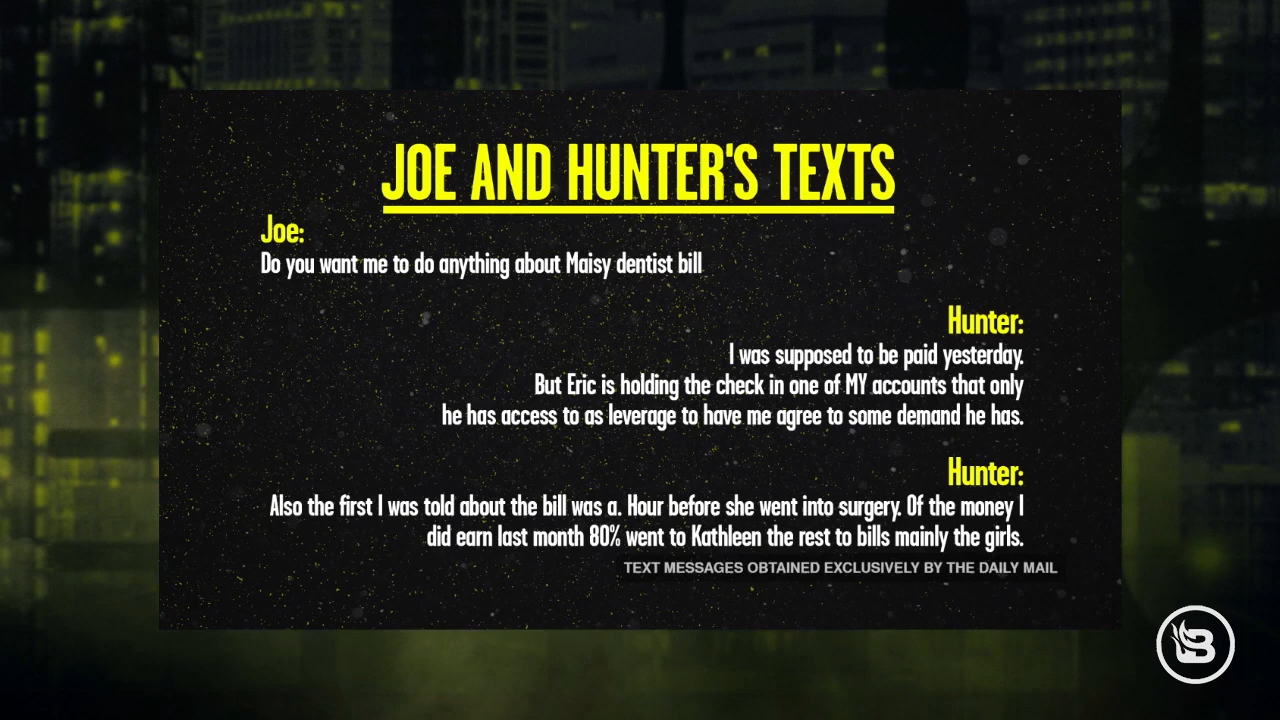 JOE AND HUNTER'S TEXTS
Joe:
Do you want me to do anything about Maisy dentist bill
Hunter:
I was supposed to be paid yesterday.
But Eric is holding the check in one of MY accounts that only
he has access to as leverage to have me agree to some demand he has.
Hunter:
Also the first I was told about the bill was a. Hour before she went into surgery. Of the money I
did earn last month 80% went to Kathleen the rest to bills mainly the girls.
TEXT MESSAGES OBTAINED EXCLUSIVELY BY THE DAILY MAIL
B